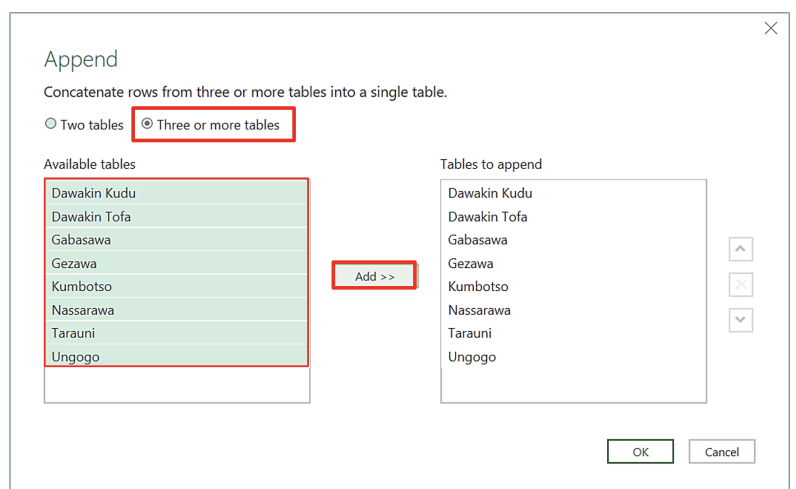 Append
Concatenate rows from three or more tables into a single table.
Two tables Three or more tables
Available tables
Dawakin Kudu
Dawakin Tofa
Gabasawa
Gezawa
Kumbotso
Nassarawa
Tarauni
Ungogo
Add >>
Tables to append
Dawakin Kudu
Dawakin Tofa
Gabasawa
Gezawa
Kumbotso
Nassarawa
Tarauni
Ungogo
OK Cancel